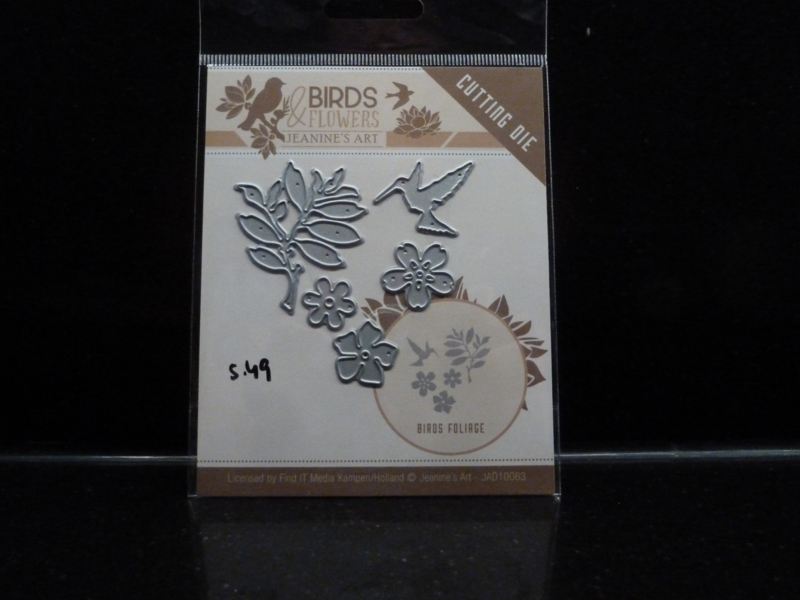 BIRDS
& FLOWERS
JEANINE'S ART
CUTTING DIE
5.49
BIRDS FOLIAGE
Licensed by Find IT Media Kampen/Holland © Jeanine's Art - JAD10063